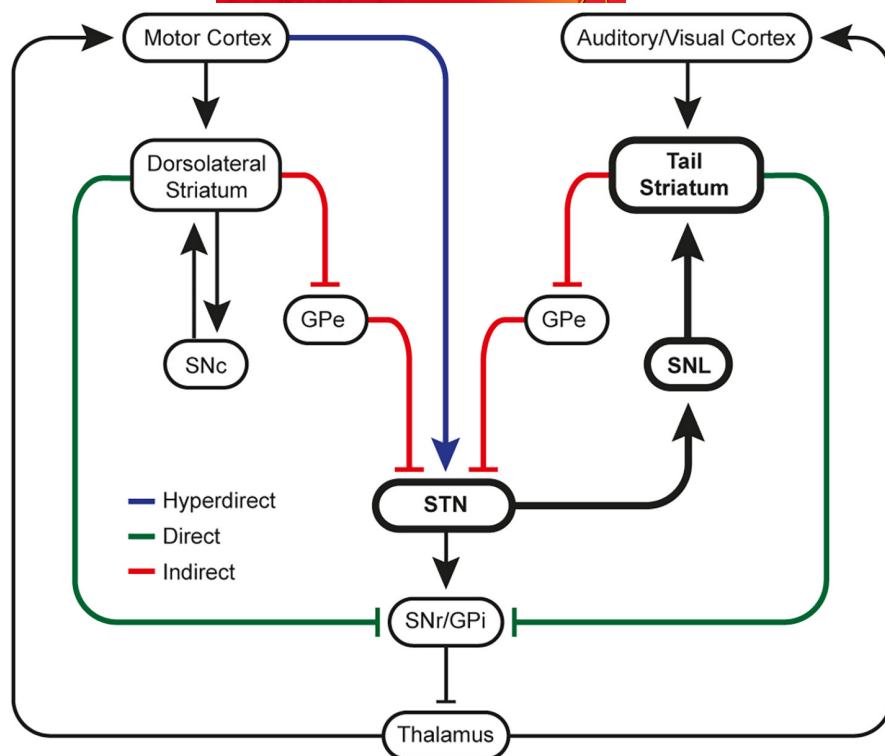 Motor Cortex
Auditory/Visual Cortex
Dorsolateral
Striatum
Tail
Striatum
GPe
GPe
SNc
SNL
STN
Hyperdirect
Direct
Indirect
SNr/GPi
Thalamus